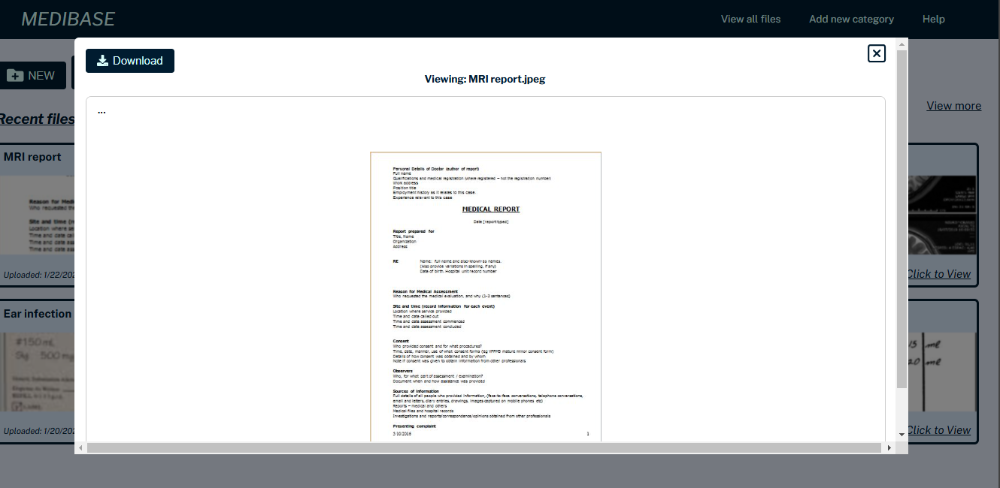 MEDIBASE
View all files
Add new category
Help
Download
Viewing: MRI report.jpeg
NEW
Recent files
View more
...
MRI report
Reason for Medi
Who requested th
Site and time (r
Location where se
Time and date cal
Time and date ass
Time and date ass
Uploaded: 1/22/202
Click to View
Ear infection
#150 mL
5kg 500 mg
Uploaded: 1/20/202
15 ml
20 ml
Click to View
Personal Details of Doctor (author of report)
Full name
Qualifications and medical registration (where registered – not the registration number)
Work address
Position title
Employment history as it relates to this case.
Experience relevant to this case
MEDICAL REPORT
Date [report typed]
Report prepared for
Title, Name
Organization
Address
RE Name: full name and also-known-as names.
(Also provide variations in spelling, if any)
Date of birth. Hospital unit record number
Reason for Medical Assessment
Who requested the medical evaluation, and why (1-3 sentences)
Site and time (record information for each event)
Location where service provided
Time and date called out
Time and date assessment commenced
Time and date assessment concluded
Consent
Who provided consent and for what procedures?
Time, date, manner, use of what consent forms (eg VFPMS mature minor consent form)
Details of how consent was obtained and by whom
Note if consent was given to obtain information from other professionals
Observers
Who, for what part of assessment / examination?
Document when and how assistance was provided
Sources of Information
Full details of all people who provided information, (face-to-face conversations, telephone conversations,
email and letters, diary entries, drawings, images captured on mobile phones etc)
Reports – medical and others
Medical files and hospital records
Investigations and reports/correspondence/opinions obtained from other professionals
Presenting complaint
5/10/2016 1